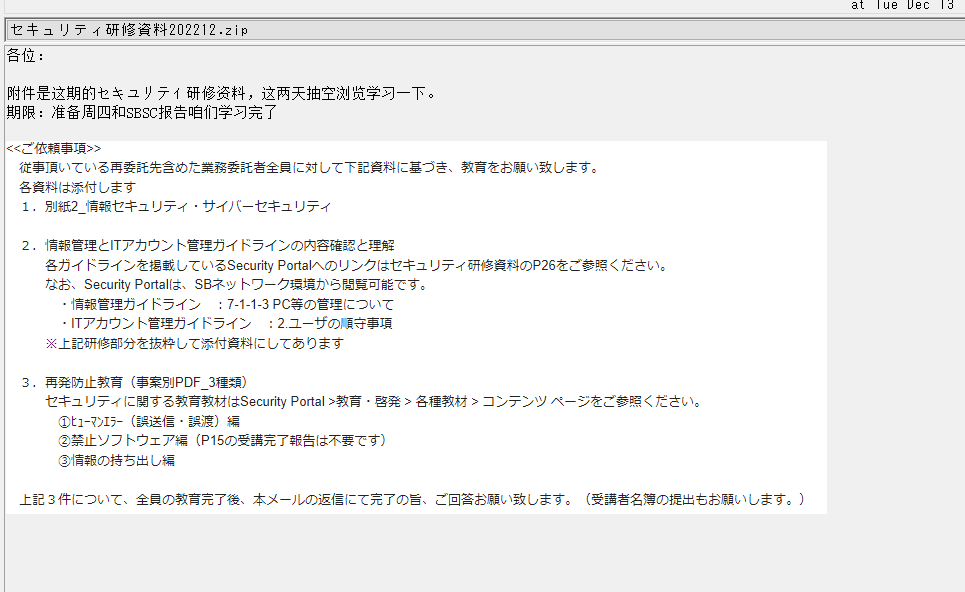 at Tue Dec 13
セキュリティ研修資料202212.zip
各位：
附件是这期的セキュリティ研修资料，这两天抽空浏览学习一下。
期限：准备周四和SBSC报告咱们学习完了
<<ご依頼事項>>
従事頂いている再委託先含めた業務委託者全員に対して下記資料に基づき、教育をお願い致します。
各資料は添付します
１．別紙2_情報セキュリティ・サイバーセキュリティ
２．情報管理とITアカウント管理ガイドラインの内容確認と理解
各ガイドラインを掲載しているSecurity Portalへのリンクはセキュリティ研修資料のP26をご参照ください。
なお、Security Portalは、SBネットワーク環境から閲覧可能です。
・情報管理ガイドライン　：7-1-1-3 PC等の管理について
・ITアカウント管理ガイドライン　：2.ユーザの順守事項
※上記研修部分を抜粋して添付資料にしてあります
３．再発防止教育（事案別PDF_3種類）
セキュリティに関する教育教材はSecurity Portal >教育・啓発 > 各種教材 > コンテンツ ページをご参照ください。
①ﾋｭｰﾏﾝｴﾗｰ（誤送信・誤渡）編
②禁止ソフトウェア編（P15の受講完了報告は不要です）
③情報の持ち出し編
上記３件について、全員の教育完了後、本メールの返信にて完了の旨、ご回答お願い致します。（受講者名簿の提出もお願いします。）